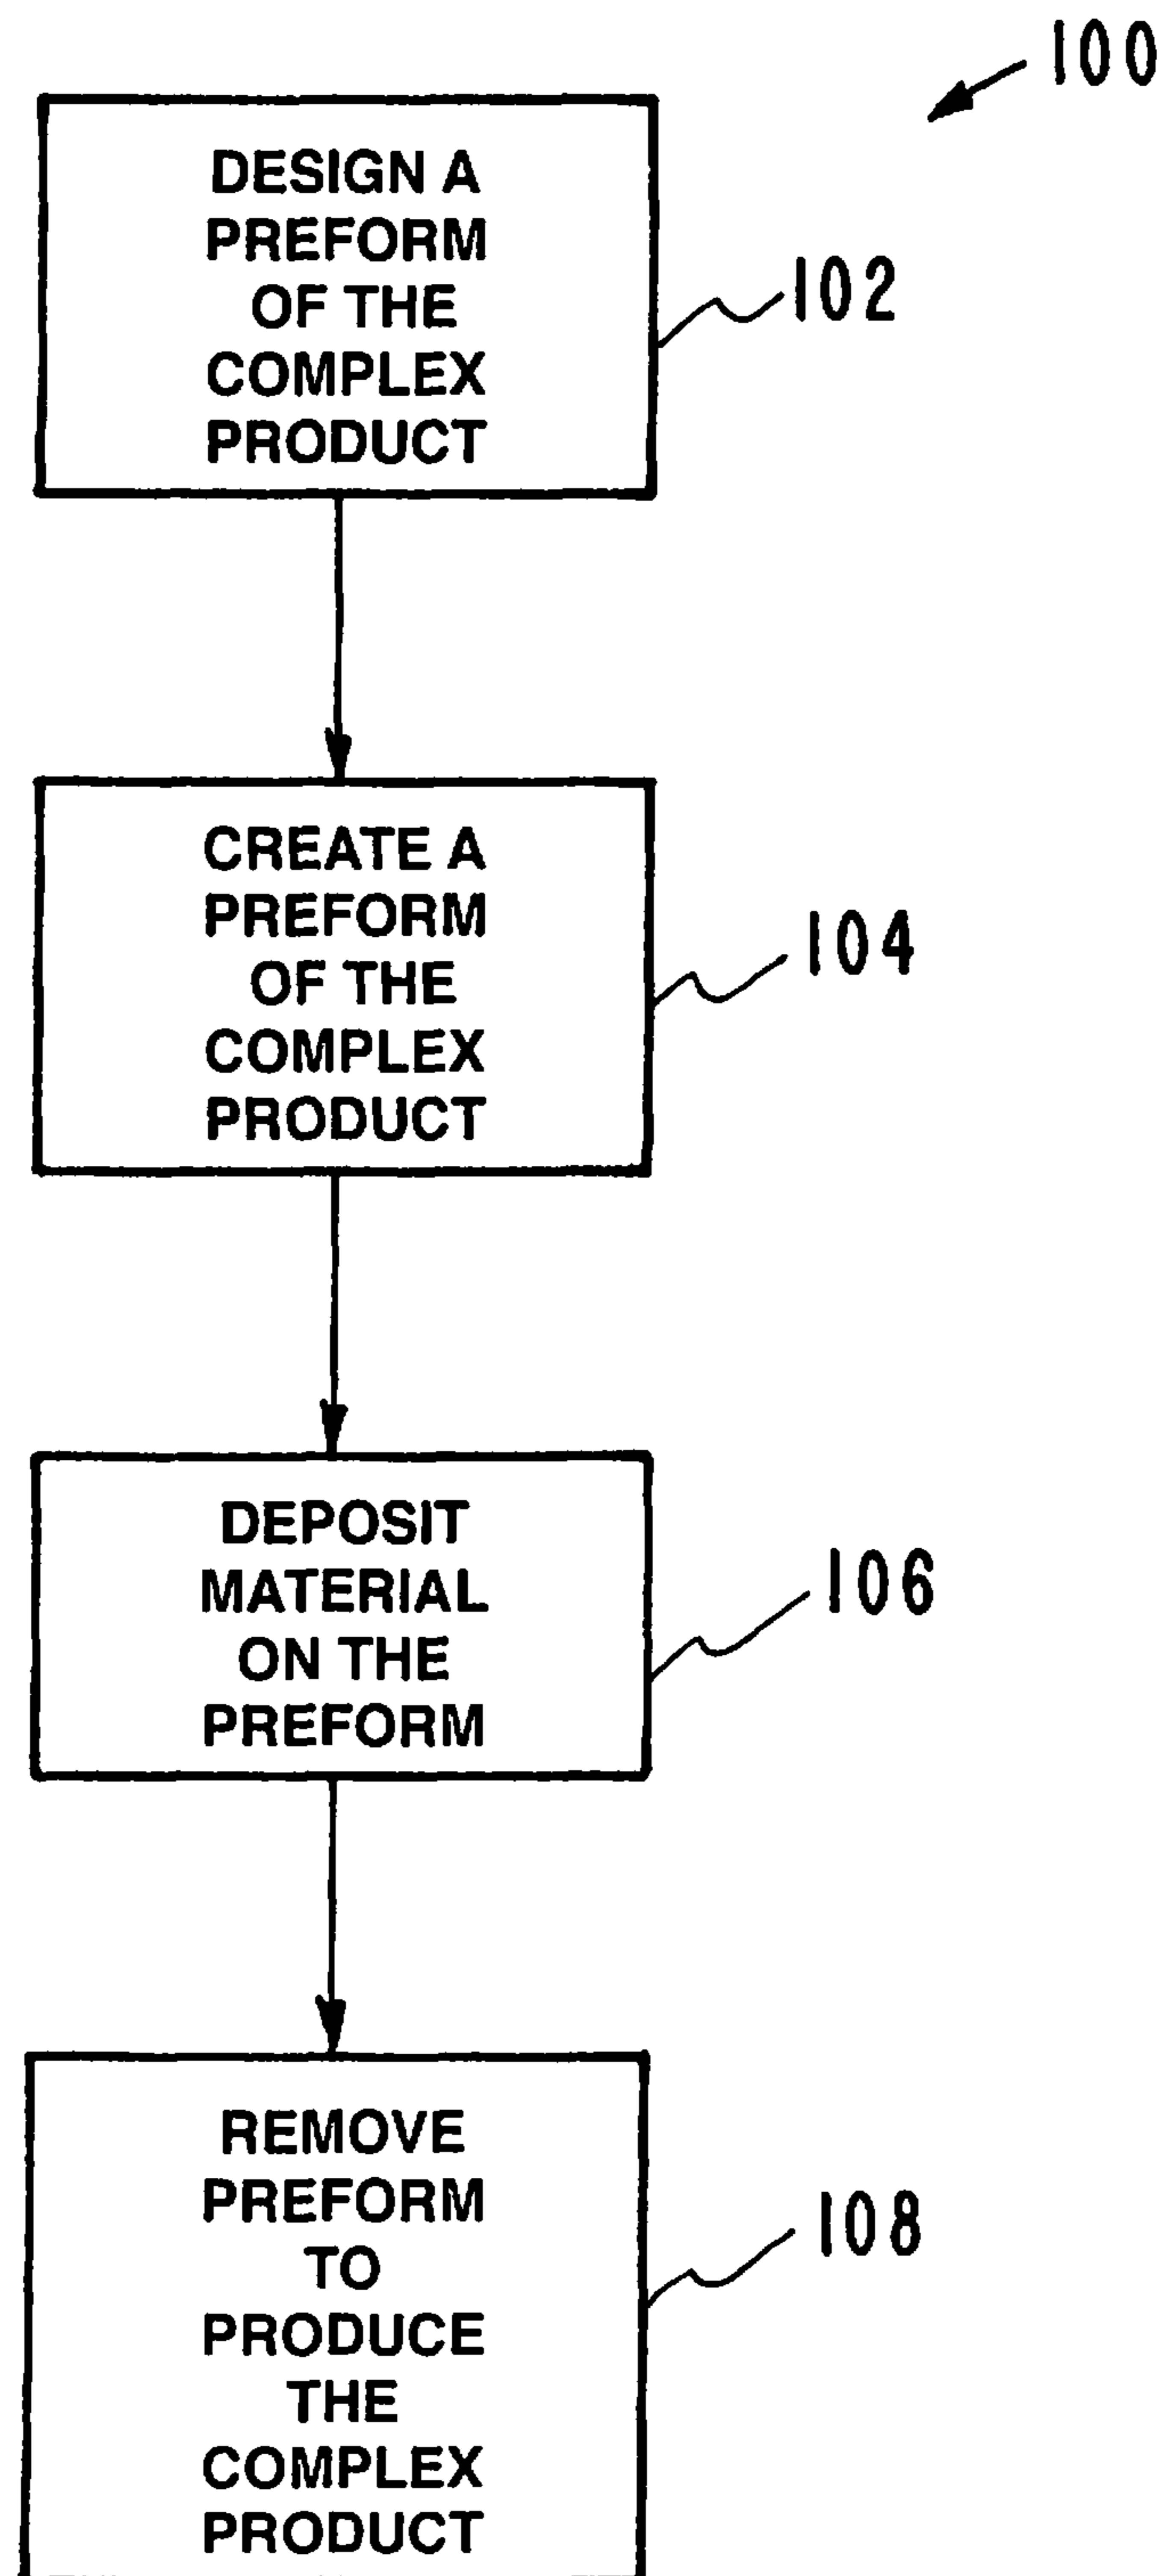 100
DESIGN A
PREFORM
OF THE
COMPLEX
PRODUCT
102
CREATE A
PREFORM
OF THE
COMPLEX
PRODUCT
104
DEPOSIT
MATERIAL
ON THE
PREFORM
106
REMOVE
PREFORM
TO
PRODUCE
THE
COMPLEX
PRODUCT
108